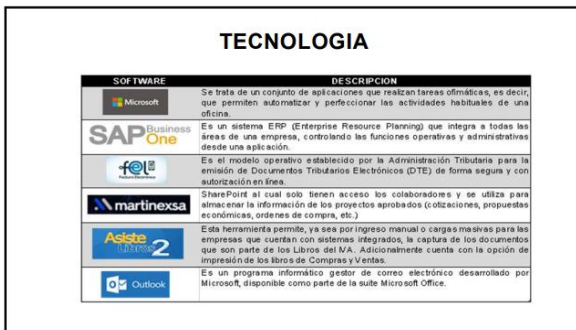 TECNOLOGIA
SOFTWARE DESCRIPCION
Microsoft
Se trata de un conjunto de aplicaciones que realizan tareas ofimáticas, es decir,
que permiten automatizar y perfeccionar las actividades habituales de una
oficina.
SAP Business One
Es un sistema ERP (Enterprise Resource Planning) que integra a todas las
áreas de una empresa, controlando las funciones operativas y administrativas
desde una aplicación.
fel
Factura Electrónica
Es el modelo operativo establecido por la Administración Tributaria para la
emisión de Documentos Tributarios Electrónicos (DTE) de forma segura y con
autorización en línea.
martinexsa
SharePoint al cual solo tienen acceso los colaboradores y se utiliza para
almacenar la información de los proyectos aprobados (cotizaciones, propuestas
económicas, ordenes de compra, etc.)
Asiste
Libros 2
Esta herramienta permite, ya sea por ingreso manual o cargas masivas para las
empresas que cuentan con sistemas integrados, la captura de los documentos
que son parte de los Libros del IVA. Adicionalmente cuenta con la opción de
impresión de los libros de Compras y Ventas.
Outlook
Es un programa informático gestor de correo electrónico desarrollado por
Microsoft, disponible como parte de la suite Microsoft Office.